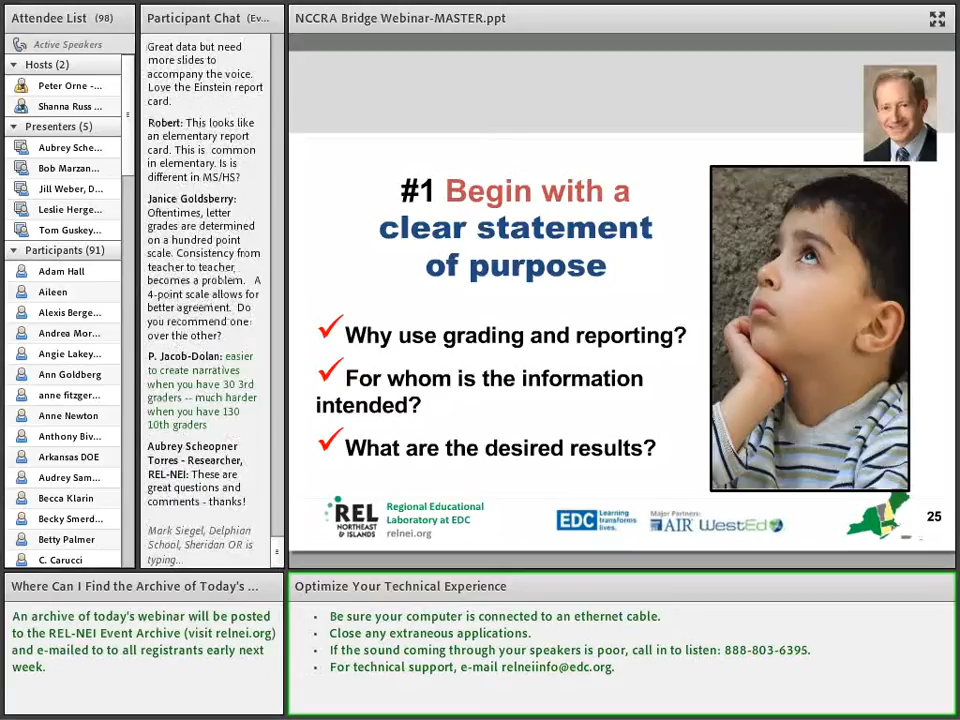 Attendee List (98)
Active Speakers
Hosts (2)
Peter Orne -...
Shanna Russ ...
Presenters (5)
Aubrey Sche...
Bob Marzan...
Jill Weber, D...
Leslie Herge...
Tom Guskey...
Participants (91)
Adam Hall
Aileen
Alexis Berge...
Andrea Mor...
Angie Lakey...
Ann Goldberg
anne fitzger...
Anne Newton
Anthony Biv...
Arkansas DOE
Audrey Sam...
Becca Klarin
Becky Smerd...
Betty Palmer
C. Carucci
Participant Chat (Ev...
Great data but need
more slides to
accompany the voice.
Love the Einstein report
card.
Robert: This looks like
an elementary report
card. This is common
in elementary. Is is
different in MS/HS?
Janice Goldsberry:
Oftentimes, letter
grades are determined
on a hundred point
scale. Consistency from
teacher to teacher
becomes a problem. A
4-point scale allows for
better agreement. Do
you recommend one
over the other?
P. Jacob-Dolan: easier
to create narratives
when you have 30 3rd
graders -- much harder
when you have 130
10th graders
Aubrey Scheopner
Torres - Researcher,
REL-NEI: These are
great questions and
comments - thanks!
Mark Siegel, Delphian
School, Sheridan OR is
typing...
NCCRA Bridge Webinar-MASTER.ppt
#1 Begin with a
clear statement
of purpose
Why use grading and reporting?
For whom is the information
intended?
What are the desired results?
REL
NORTHEAST
& ISLANDS
Regional Educational
Laboratory at EDC
relnei.org
EDC Learning
transforms
lives.
Major Partners:
AIR WestEd
25
Where Can I Find the Archive of Today's ...
An archive of today's webinar will be posted
to the REL-NEI Event Archive (visit relnei.org)
and e-mailed to to all registrants early next
week.
Optimize Your Technical Experience
• Be sure your computer is connected to an ethernet cable.
• Close any extraneous applications.
• If the sound coming through your speakers is poor, call in to listen: 888-803-6395.
• For technical support, e-mail relneiinfo@edc.org.